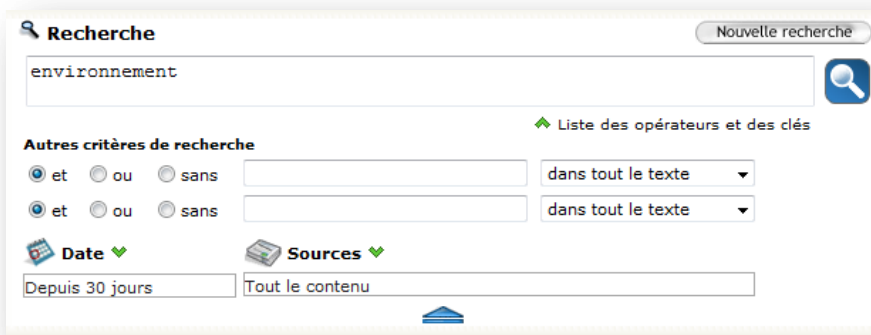 Recherche
Nouvelle recherche
environnement
Liste des opérateurs et des clés
Autres critères de recherche
et ou sans dans tout le texte
et ou sans dans tout le texte
Date Sources
Depuis 30 jours Tout le contenu